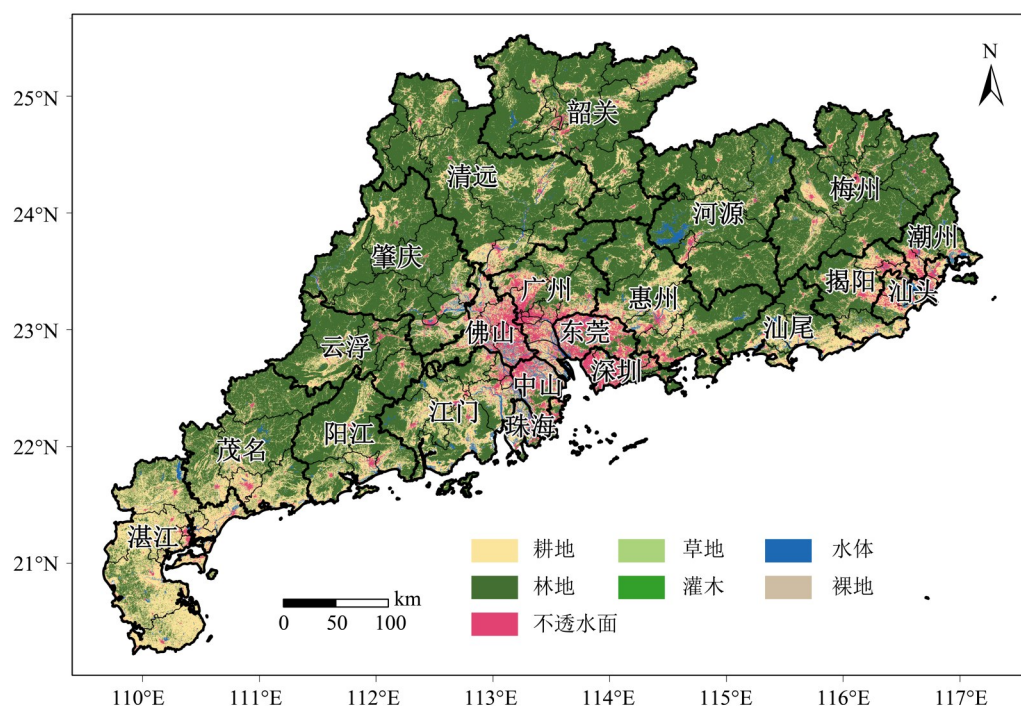 N
25°N
24°N
23°N
22°N
21°N
韶关
清远
梅州
河源
潮州
肇庆
揭阳
汕头
广州
惠州
佛山
东莞
汕尾
云浮
深圳
中山
江门
珠海
阳江
茂名
湛江
耕地 草地 水体
林地 灌木 裸地
不透水面
km
0 50 100
110°E 111°E 112°E 113°E 114°E 115°E 116°E 117°E